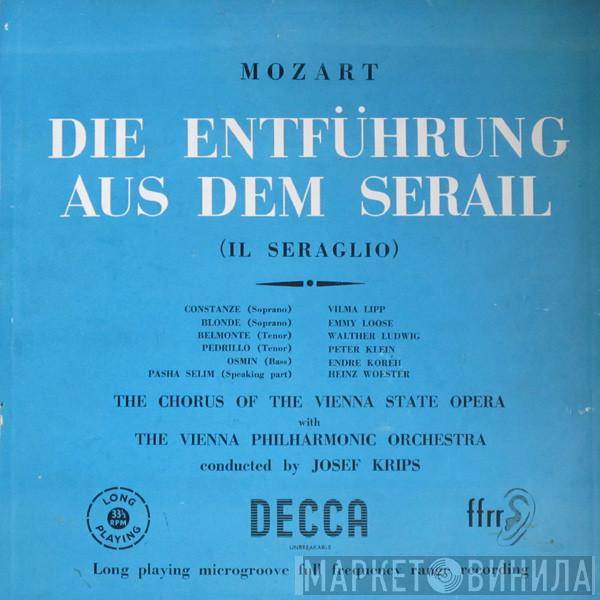 MOZART
DIE ENTFÜHRUNG
AUS DEM SERAIL
(IL SERAGLIO)
CONSTANZE (Soprano) VILMA LIPP
BLONDE (Soprano) EMMY LOOSE
BELMONTE (Tenor) WALTHER LUDWIG
PEDRILLO (Tenor) PETER KLEIN
OSMIN (Bass) ENDRE KOREH
PASHA SELIM (Speaking part) HEINZ WOESTER
THE CHORUS OF THE VIENNA STATE OPERA
with
THE VIENNA PHILHARMONIC ORCHESTRA
conducted by JOSEF KRIPS
LONG
33⅓
RPM
PLAYING
DECCA
UNBREAKABLE
ffrr
Long playing microgroove full frequency range recording
МАРКЕТ ВИНИЛА